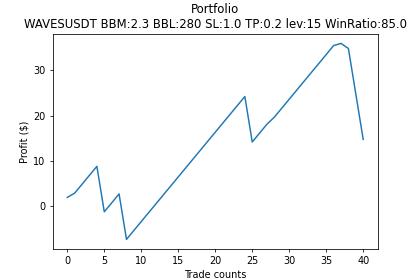 Portfolio
WAVESUSDT BBM:2.3 BBL:280 SL:1.0 TP:0.2 lev:15 WinRatio:85.0
Profit ($)
30
20
10
0
0 5 10 15 20 25 30 35 40
Trade counts